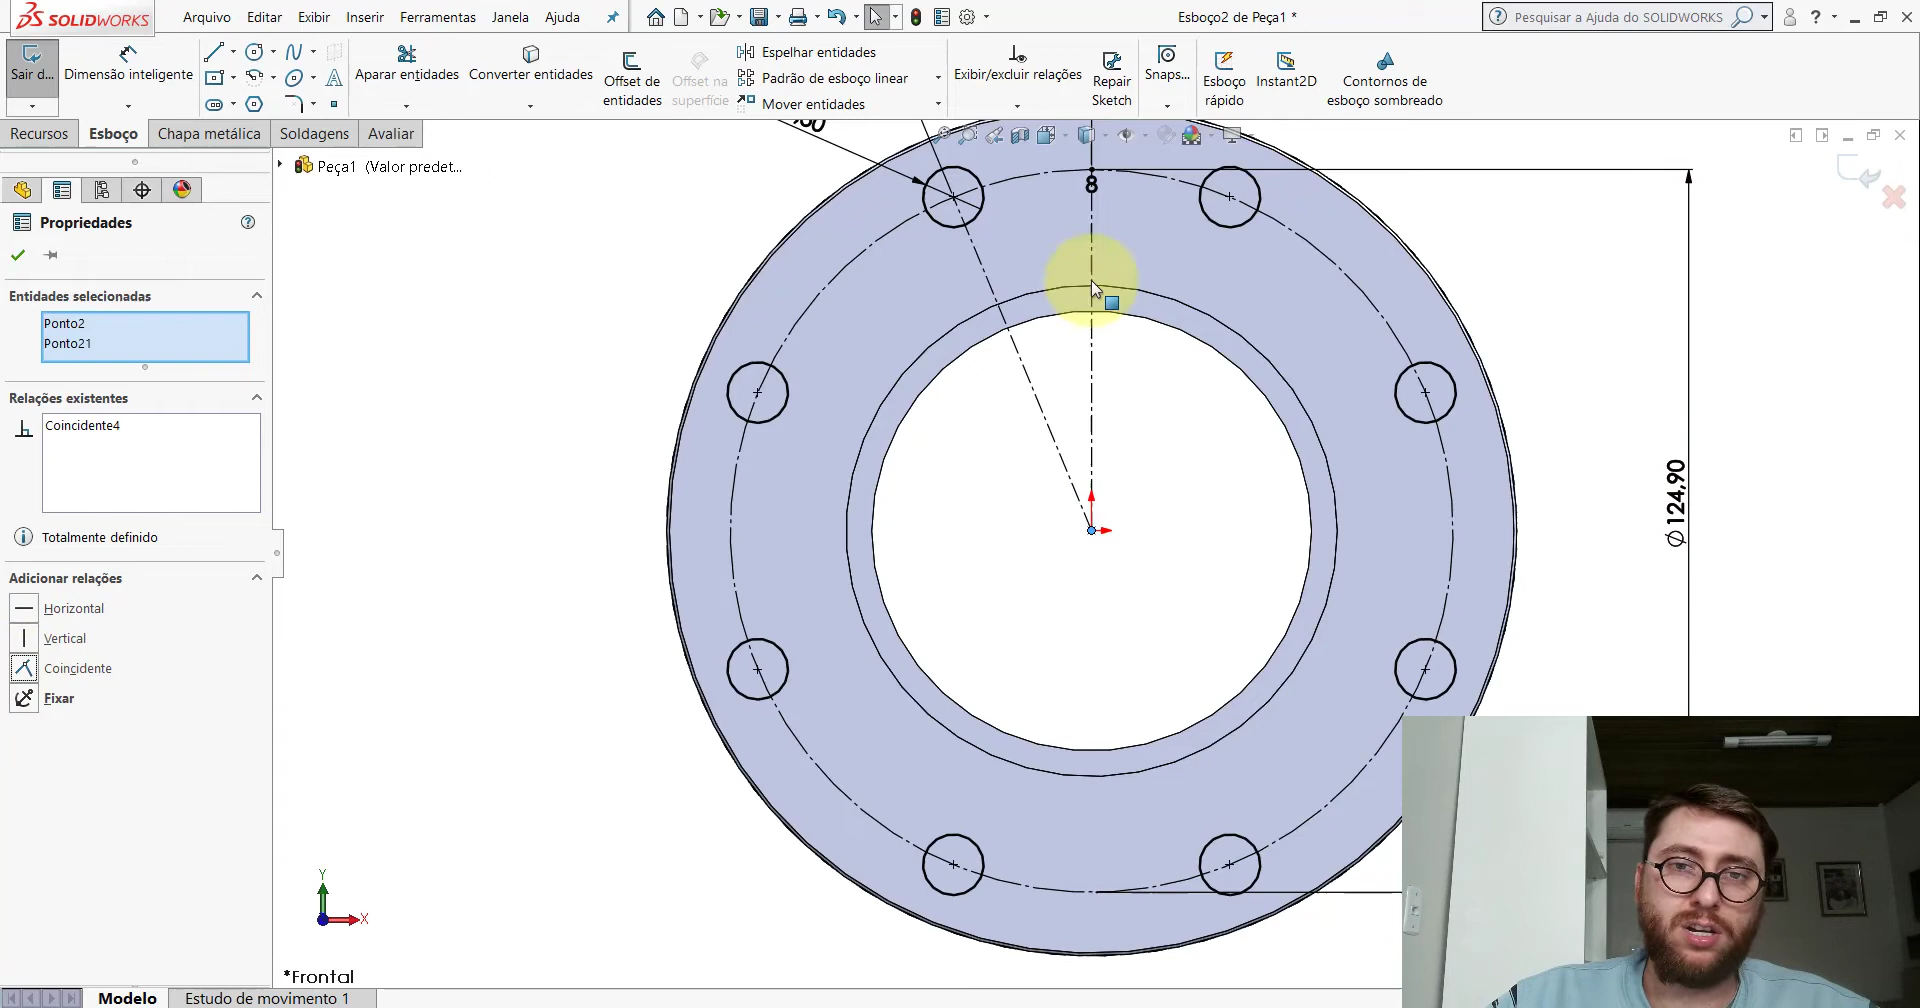 SOLIDWORKS
Arquivo Editar Exibir Inserir Ferramentas Janela Ajuda
Esboço2 de Peça1 *
Pesquisar a Ajuda do SOLIDWORKS
Sair d...
Dimensão inteligente
Aparar entidades
Converter entidades
Offset de entidades
Offset na superfície
Espelhar entidades
Padrão de esboço linear
Mover entidades
Exibir/excluir relações
Repair Sketch
Snaps...
Esboço rápido
Instant2D
Contornos de esboço sombreado
Recursos Esboço Chapa metálica Soldagens Avaliar
Peça1 (Valor predet...
Propriedades
Entidades selecionadas
Ponto2
Ponto21
Relações existentes
Coincidente4
Totalmente definido
Adicionar relações
Horizontal
Vertical
Coincidente
Fixar
8
∅ 124,90
Y
X
*Frontal
Modelo Estudo de movimento 1